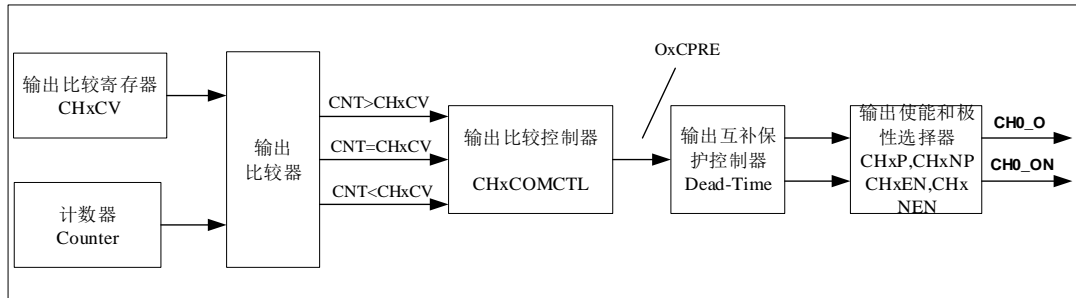 输出比较寄存器
CHxCV
计数器
Counter
输出
比较器
CNT>CHxCV
CNT=CHxCV
CNT<CHxCV
输出比较控制器
CHxCOMCTL
OxCPRE
输出互补保
护控制器
Dead-Time
输出使能和极
性选择器
CHxP,CHxNP
CHxEN,CHx
NEN
CH0_O
CH0_ON